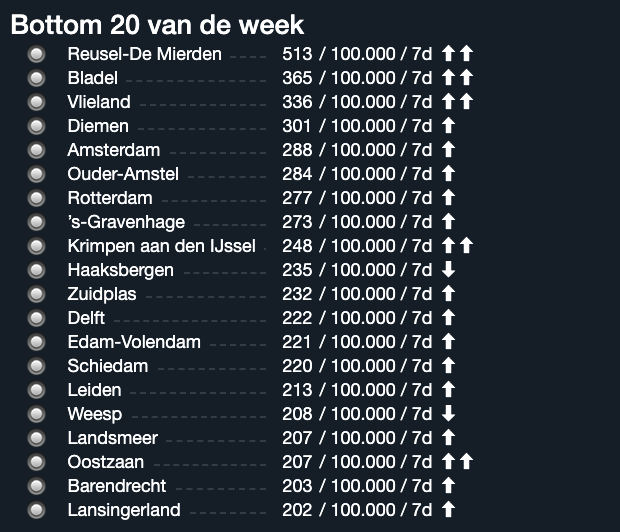 Bottom 20 van de week
Reusel-De Mierden 513 / 100.000 / 7d ⬆⬆
Bladel 365 / 100.000 / 7d ⬆⬆
Vlieland 336 / 100.000 / 7d ⬆⬆
Diemen 301 / 100.000 / 7d ⬆
Amsterdam 288 / 100.000 / 7d ⬆
Ouder-Amstel 284 / 100.000 / 7d ⬆
Rotterdam 277 / 100.000 / 7d ⬆
’s-Gravenhage 273 / 100.000 / 7d ⬆
Krimpen aan den IJssel 248 / 100.000 / 7d ⬆⬆
Haaksbergen 235 / 100.000 / 7d ⬇
Zuidplas 232 / 100.000 / 7d ⬆
Delft 222 / 100.000 / 7d ⬆
Edam-Volendam 221 / 100.000 / 7d ⬆
Schiedam 220 / 100.000 / 7d ⬆
Leiden 213 / 100.000 / 7d ⬆
Weesp 208 / 100.000 / 7d ⬇
Landsmeer 207 / 100.000 / 7d ⬆
Oostzaan 207 / 100.000 / 7d ⬆⬆
Barendrecht 203 / 100.000 / 7d ⬆
Lansingerland 202 / 100.000 / 7d ⬆